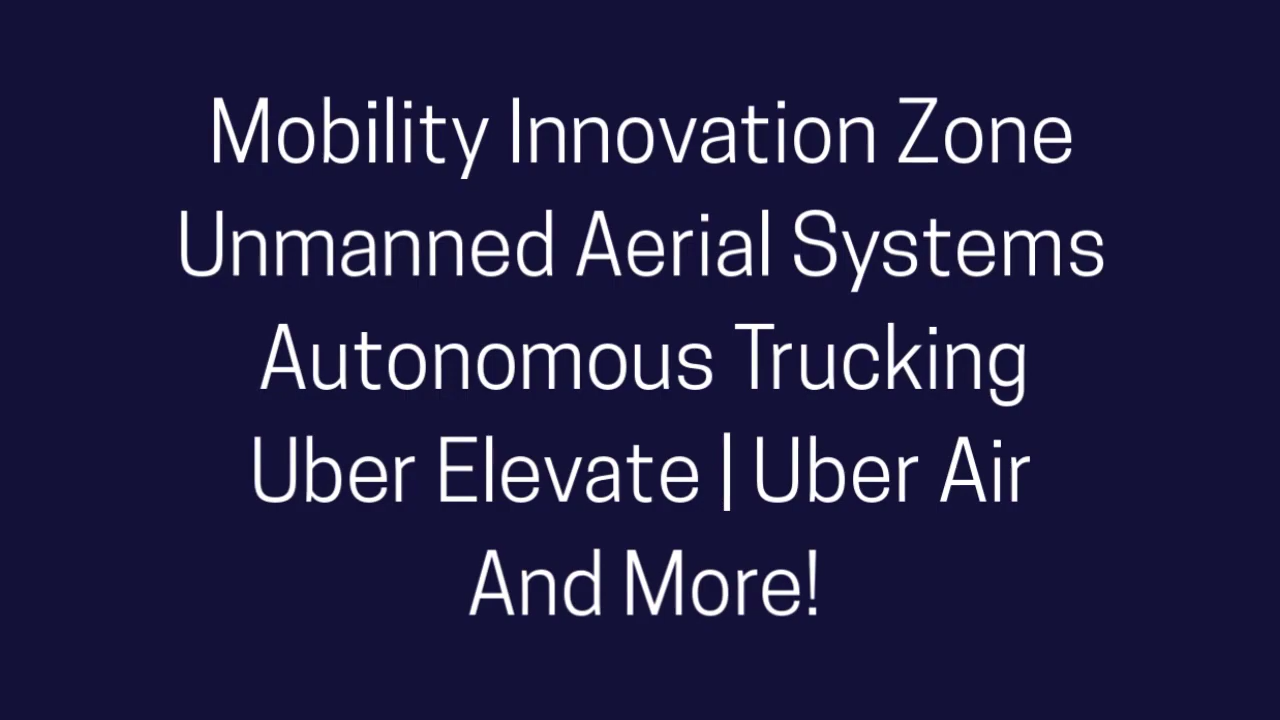 Mobility Innovation Zone
Unmanned Aerial Systems
Autonomous Trucking
Uber Elevate | Uber Air
And More!